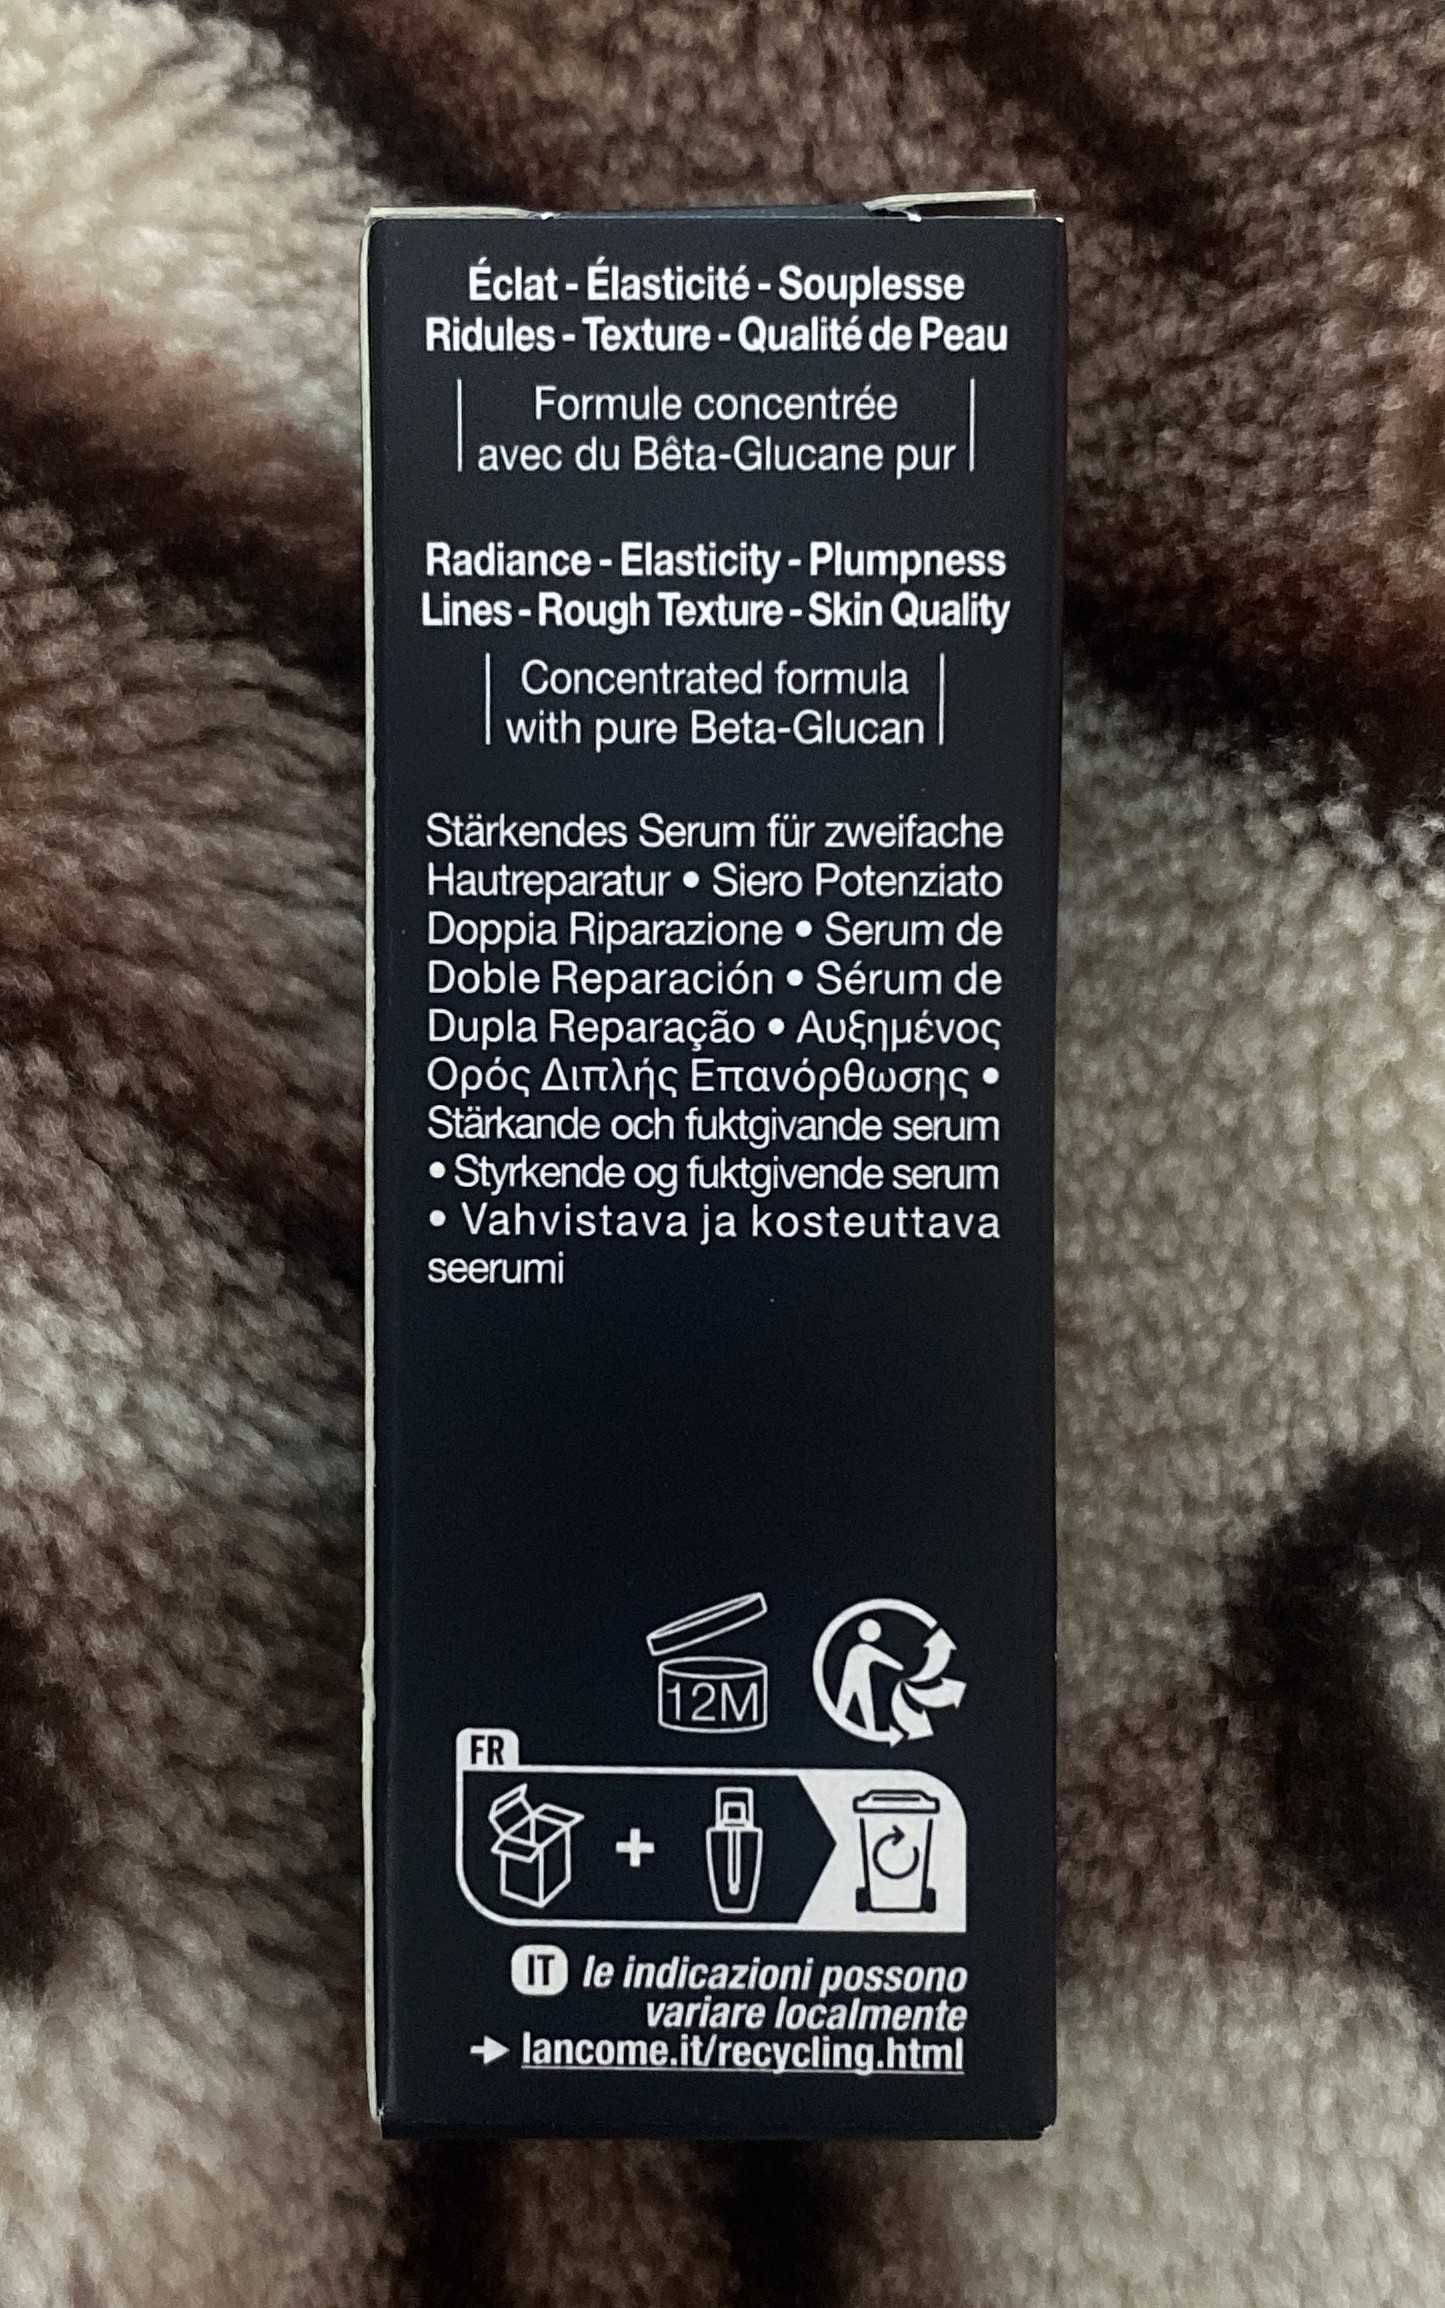 Éclat - Élasticité - Souplesse
Ridules - Texture - Qualité de Peau
Formule concentrée
avec du Bêta-Glucane pur
Radiance - Elasticity - Plumpness
Lines - Rough Texture - Skin Quality
Concentrated formula
with pure Beta-Glucan
Stärkendes Serum für zweifache
Hautreparatur • Siero Potenziato
Doppia Riparazione • Serum de
Doble Reparación • Sérum de
Dupla Reparação • Αυξημένος
Ορός Διπλής Επανόρθωσης •
Stärkande och fuktgivande serum
• Styrkende og fuktgivende serum
• Vahvistava ja kosteuttava
seerumi
12M
FR
+
IT le indicazioni possono
variare localmente
➔ lancome.it/recycling.html